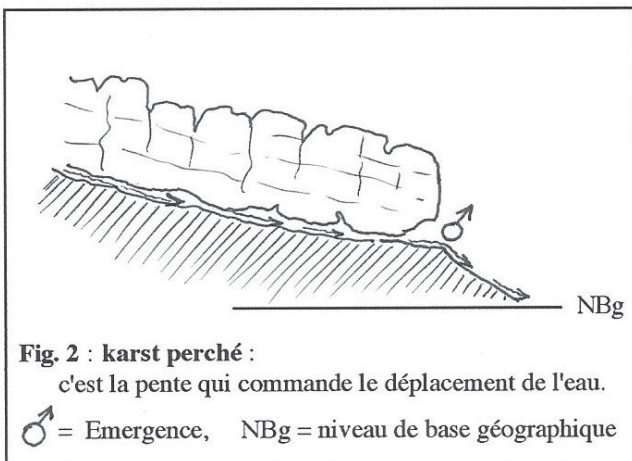 NBg
Fig. 2 : karst perché :
c'est la pente qui commande le déplacement de l'eau.
= Emergence, NBg = niveau de base géographique